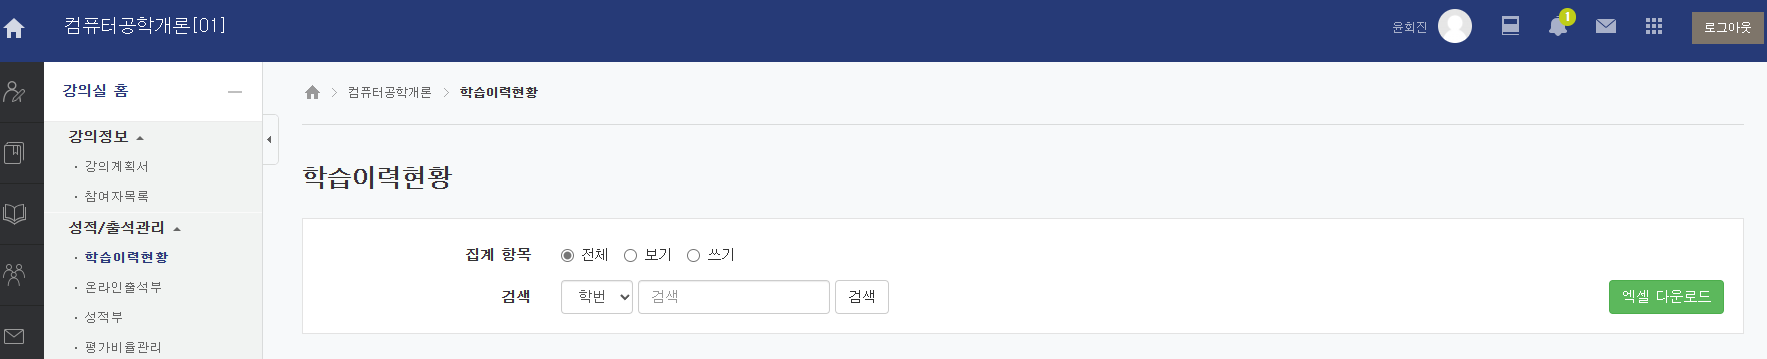 컴퓨터공학개론[01]
윤회진
1
로그아웃
강의실 홈
강의정보
· 강의계획서
· 참여자목록
성적/출석관리
· 학습이력현황
· 온라인출석부
· 성적부
· 평가비율관리
컴퓨터공학개론 > 학습이력현황
학습이력현황
집계 항목 전체 보기 쓰기
검색 학번 검색 검색 엑셀 다운로드